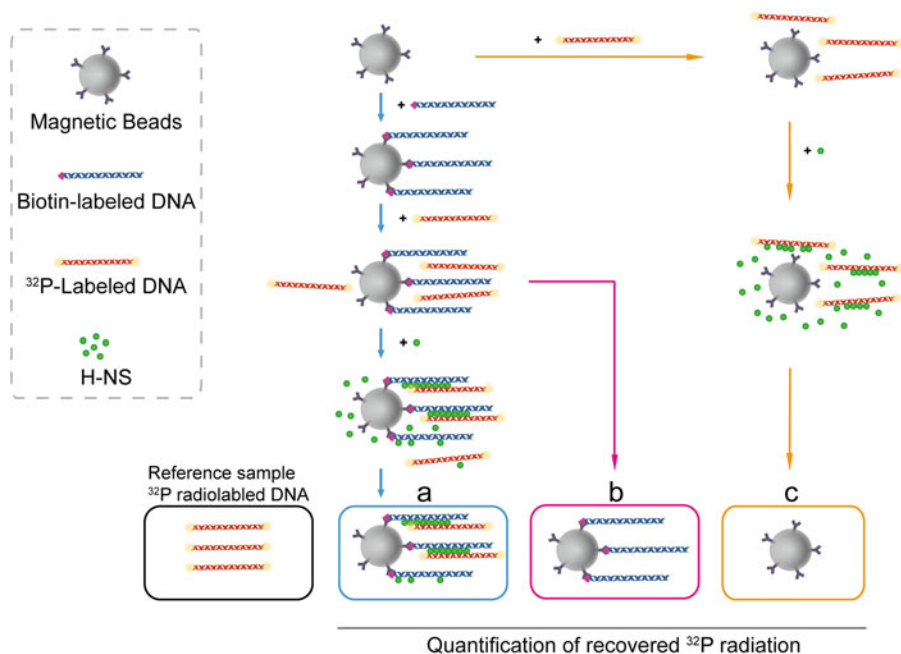 Magnetic Beads
Biotin-labeled DNA
³²P-Labeled DNA
H-NS
+
+
+
+
+
Reference sample
³²P radiolabled DNA
a
b
c
Quantification of recovered ³²P radiation